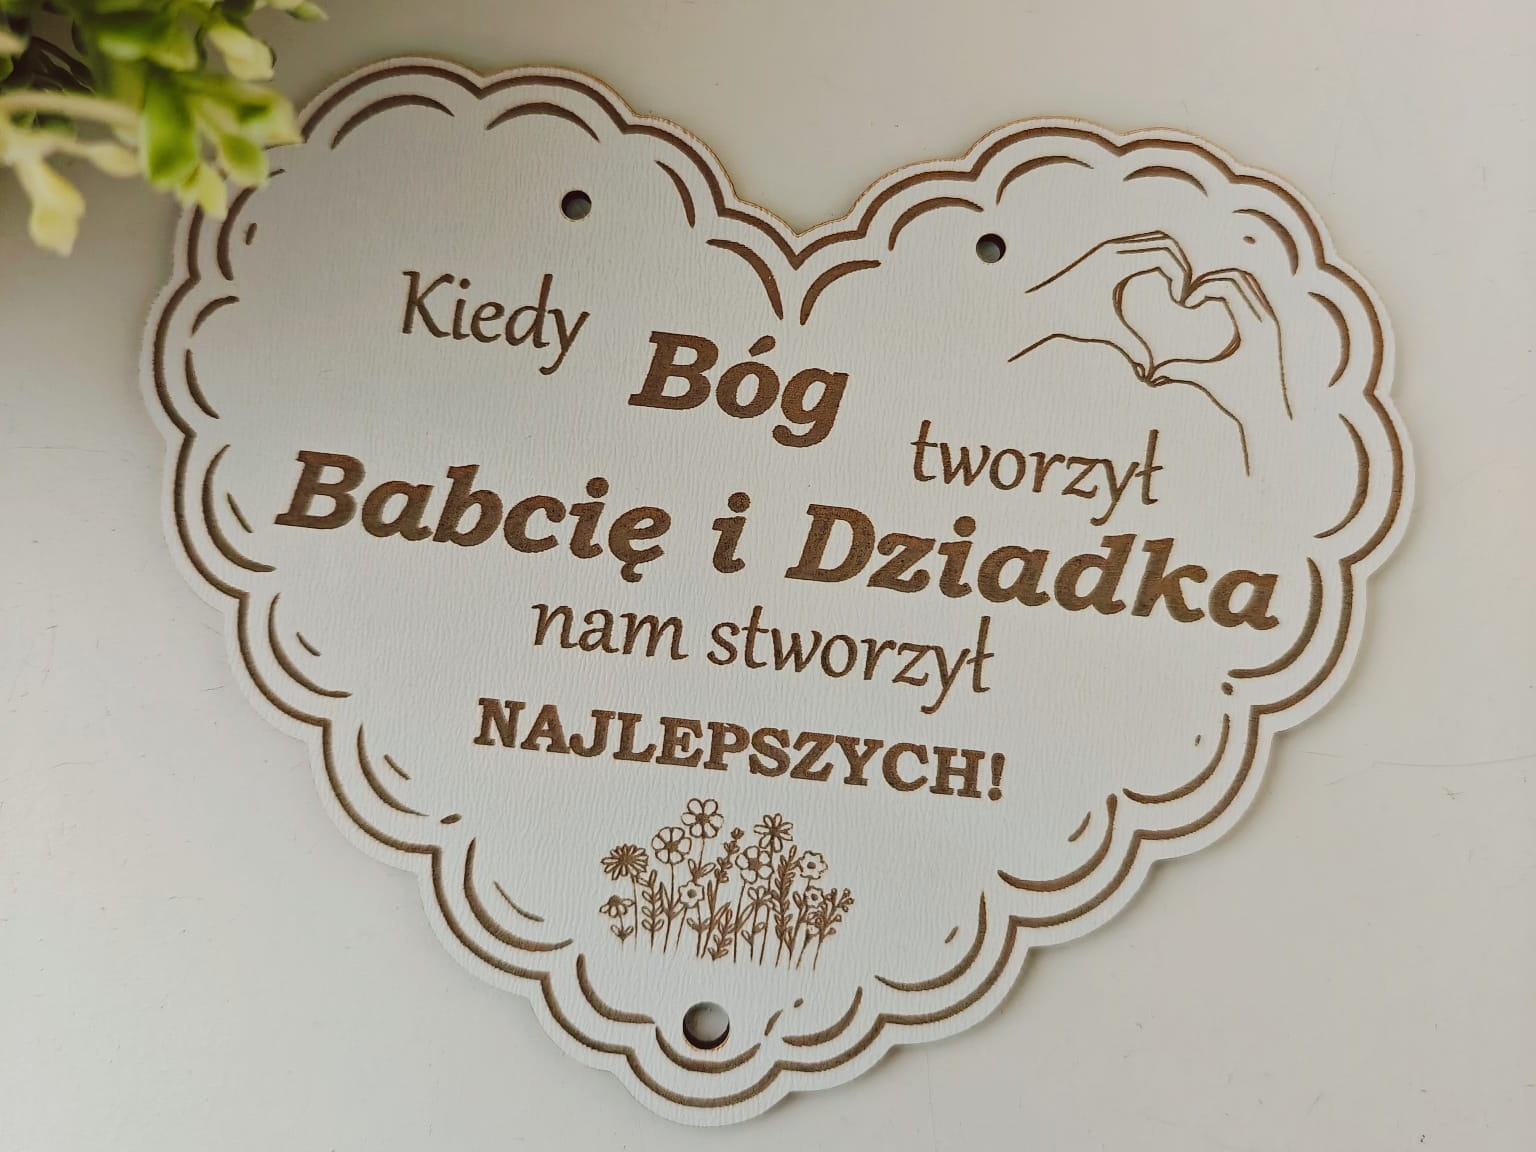 Kiedy Bóg tworzył
Babcię i Dziadka
nam stworzył
NAJLEPSZYCH!